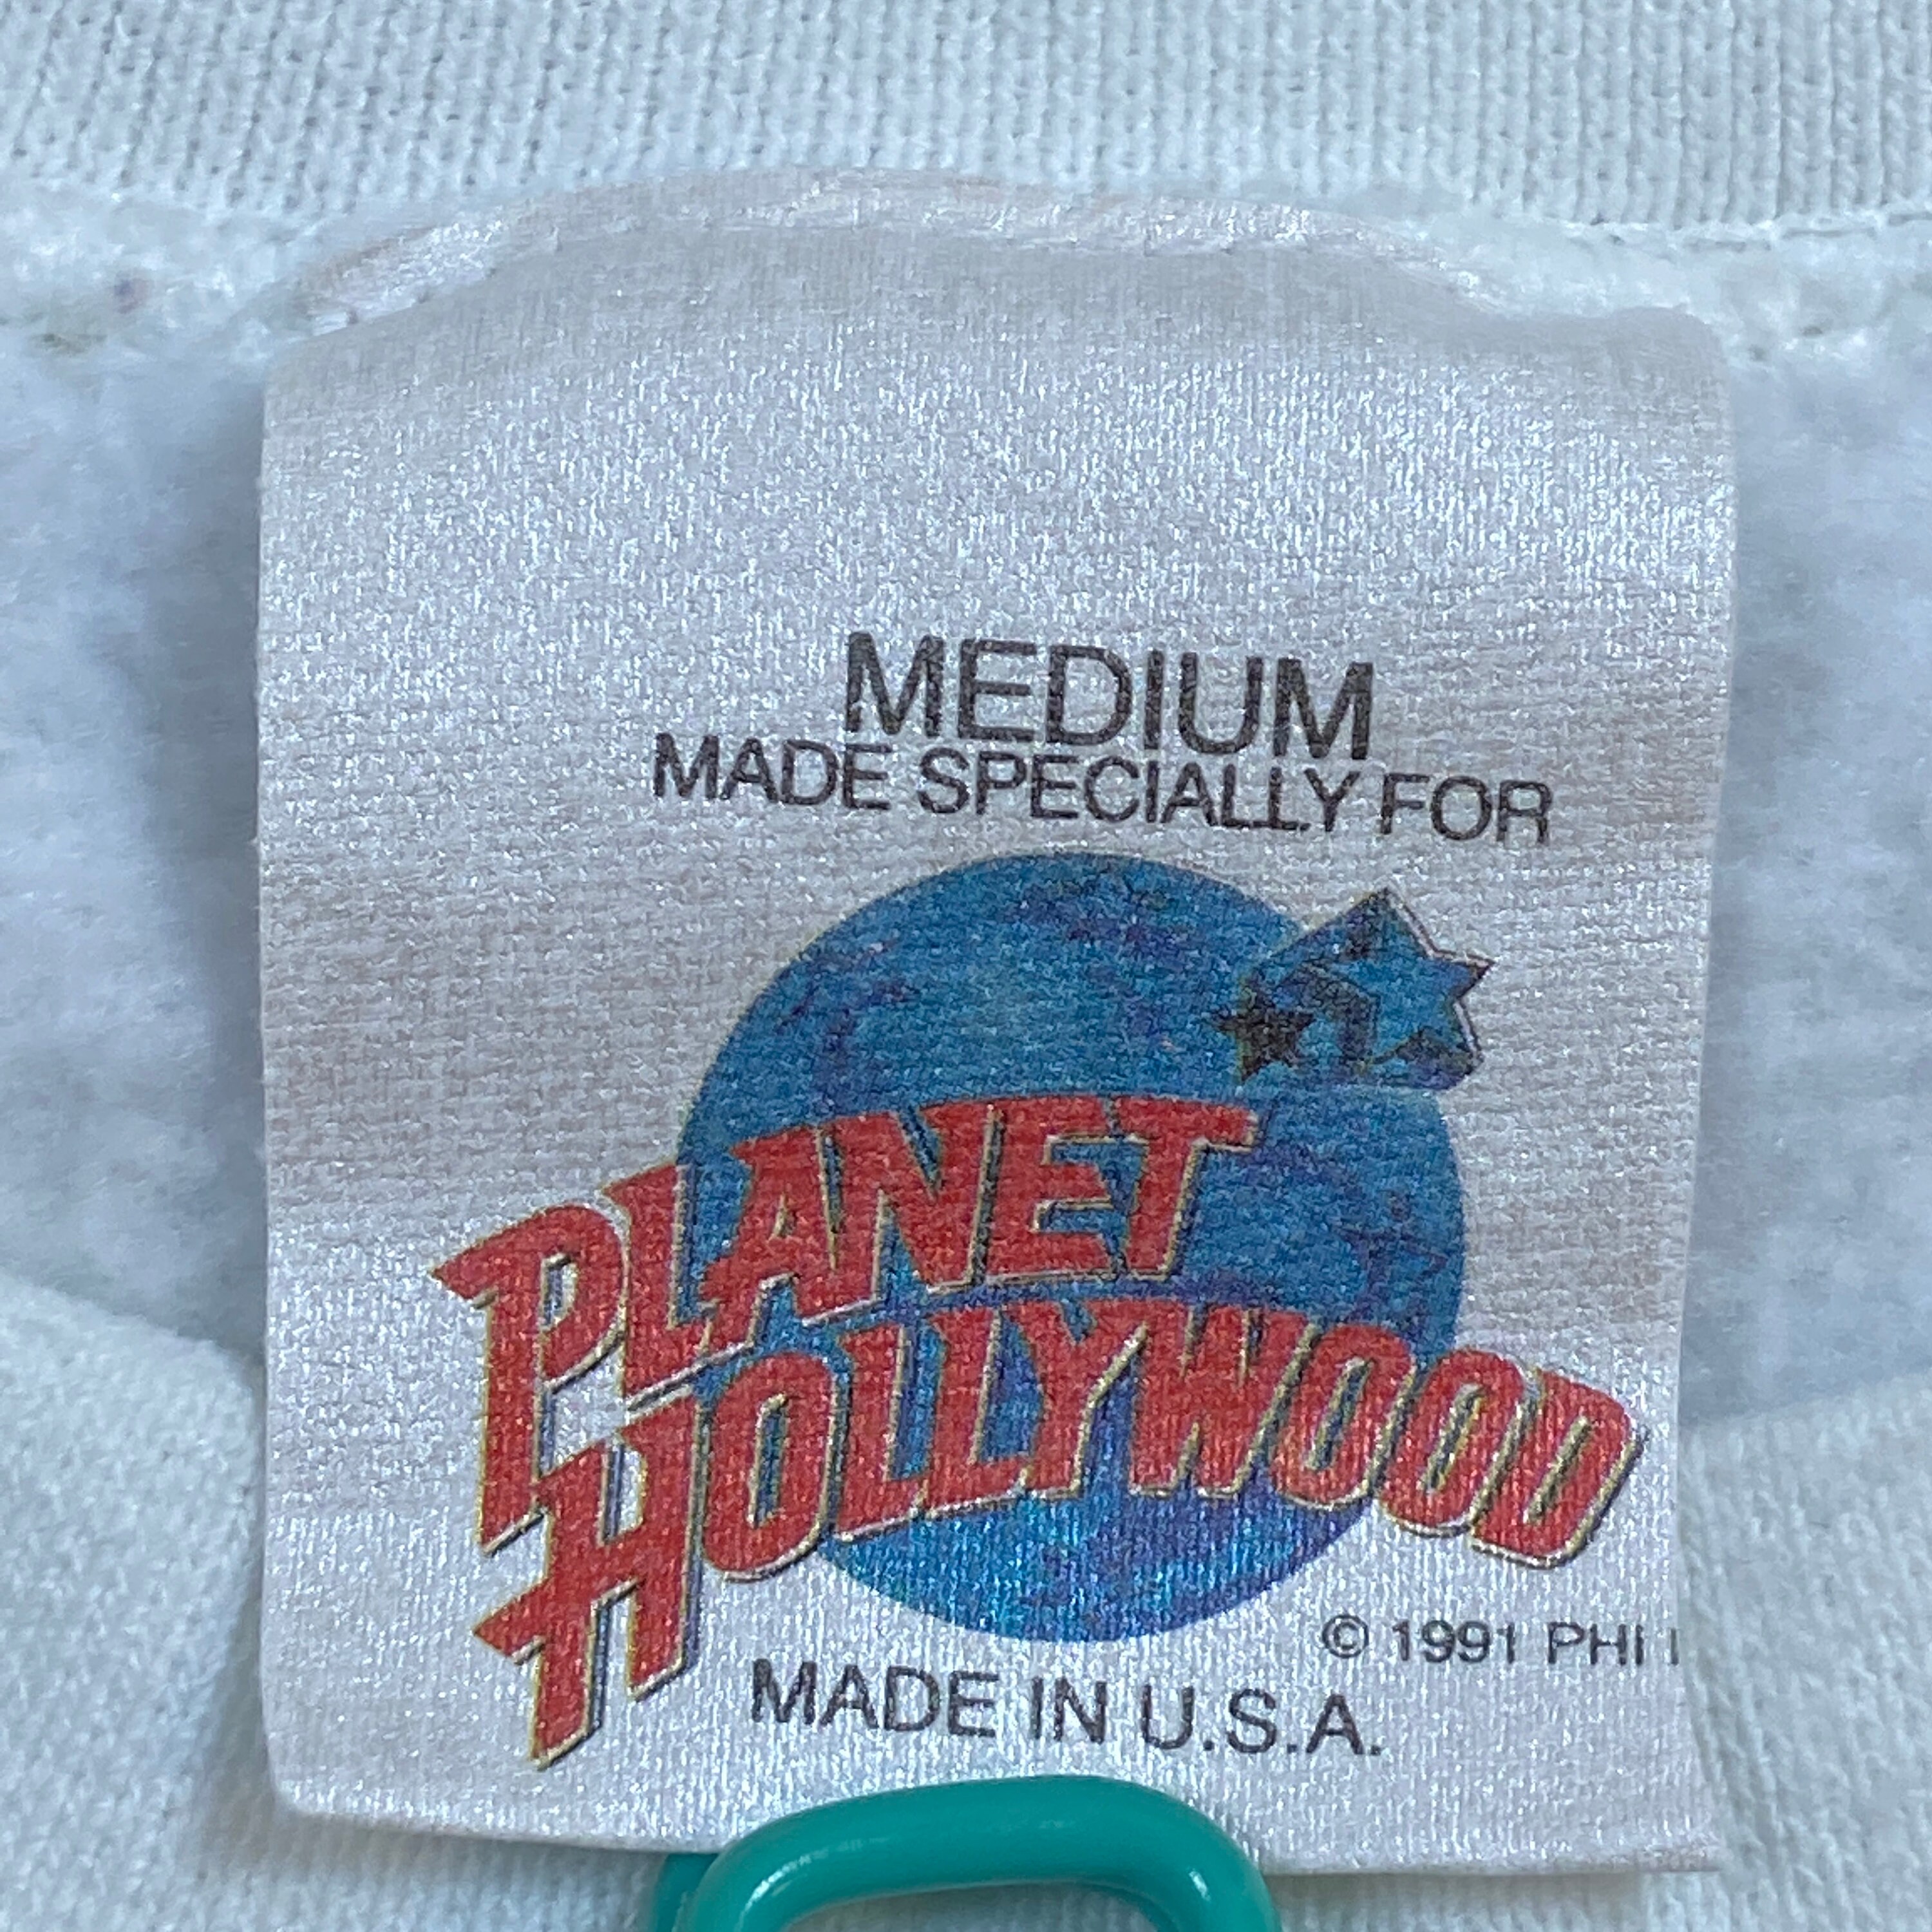 MEDIUM
MADE SPECIALLY FOR
PLANET
HOLLYWOOD
© 1991 PHI
MADE IN U.S.A.